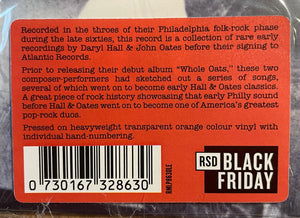 Recorded in the throes of their Philadelphia folk-rock phase
during the late sixties, this record is a collection of rare early
recordings by Daryl Hall & John Oates before their signing to
Atlantic Records.
Prior to releasing their debut album "Whole Oats," these two
composer-performers had sketched out a series of songs,
several of which went on to become early Hall & Oates classics.
A great piece of rock history showcasing that early Philly sound
before Hall & Oates went on to become one of America's greatest
pop-rock duos.
Pressed on heavyweight transparent orange colour vinyl with
individual hand-numbering.
0 730167 328630
RMLP863OLE
RSD BLACK
FRIDAY